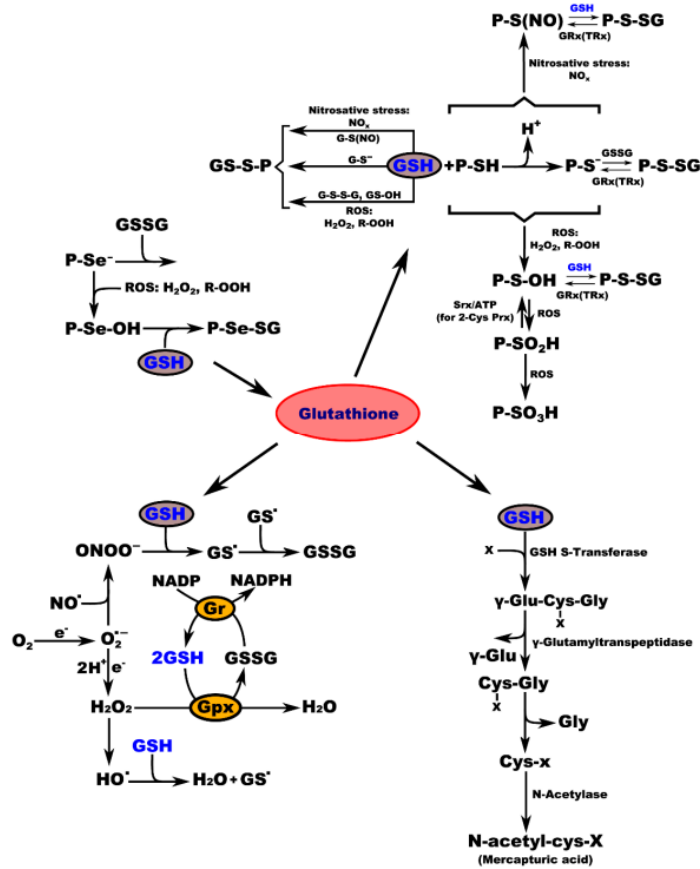 P-S(NO) GSH P-S-SG
GRx(TRx)
Nitrosative stress:
NOx
Nitrosative stress:
NOx
G-S(NO)
H+
GS-S-P G-S− GSH +P-SH P-S− GSSG P-S-SG
GRx(TRx)
G-S-S-G, GS-OH
ROS:
H2O2, R-OOH
ROS:
H2O2, R-OOH
GSSG
P-Se−
ROS: H2O2, R-OOH
P-Se-OH P-Se-SG
GSH
P-S-OH GSH P-S-SG
GRx(TRx)
Srx/ATP
(for 2-Cys Prx)
ROS
P-SO2H
ROS
P-SO3H
Glutathione
GSH GS•
ONOO− GS• GSSG
NO•
NADP NADPH
Gr
O2 e- O2•−
2H+ e-
2GSH GSSG
H2O2 Gpx H2O
GSH
HO• H2O+GS•
GSH
x GSH S-Transferase
γ-Glu-Cys-Gly
x
γ-Glutamyltranspeptidase
γ-Glu
Cys-Gly
x
Gly
Cys-x
N-Acetylase
N-acetyl-cys-X
(Mercapturic acid)